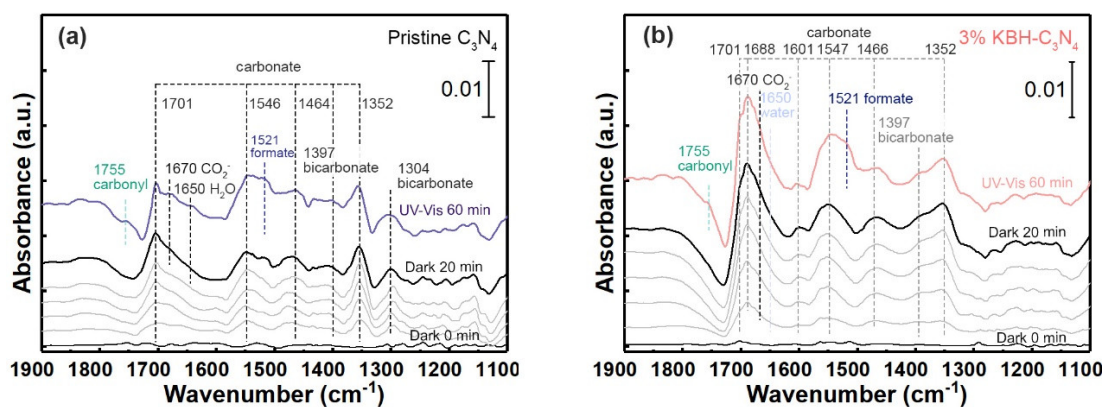 (a)
Pristine C₃N₄
carbonate
0.01
1701
1546
1464
1352
1521
formate
1670 CO₂⁻
1397
1650 H₂O
bicarbonate
1755
carbonyl
1304
bicarbonate
UV-Vis 60 min
Dark 20 min
Dark 0 min
Absorbance (a.u.)
1900 1800 1700 1600 1500 1400 1300 1200 1100
Wavenumber (cm⁻¹)
(b)
carbonate
1701 1688 1601 1547 1466 1352
3% KBH-C₃N₄
0.01
1670 CO₂⁻
1650
water
1521 formate
1397
bicarbonate
1755
carbonyl
UV-Vis 60 min
Dark 20 min
Dark 0 min
Absorbance (a.u.)
1900 1800 1700 1600 1500 1400 1300 1200 1100
Wavenumber (cm⁻¹)